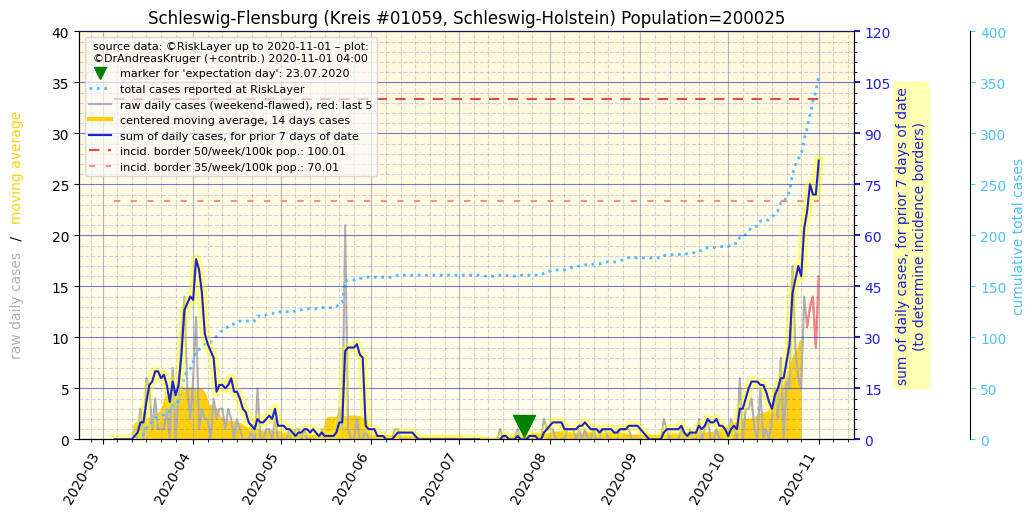 Schleswig-Flensburg (Kreis #01059, Schleswig-Holstein) Population=200025
source data: ©RiskLayer up to 2020-11-01 – plot:
©DrAndreasKruger (+contrib.) 2020-11-01 04:00
marker for 'expectation day': 23.07.2020
total cases reported at RiskLayer
raw daily cases (weekend-flawed), red: last 5
centered moving average, 14 days cases
sum of daily cases, for prior 7 days of date
incid. border 50/week/100k pop.: 100.01
incid. border 35/week/100k pop.: 70.01
raw daily cases / moving average
40
35
30
25
20
15
10
5
0
2020-03
2020-04
2020-05
2020-06
2020-07
2020-08
2020-09
2020-10
2020-11
120
105
90
75
60
45
30
15
0
sum of daily cases, for prior 7 days of date
(to determine incidence borders)
400
350
300
250
200
150
100
50
0
cumulative total cases